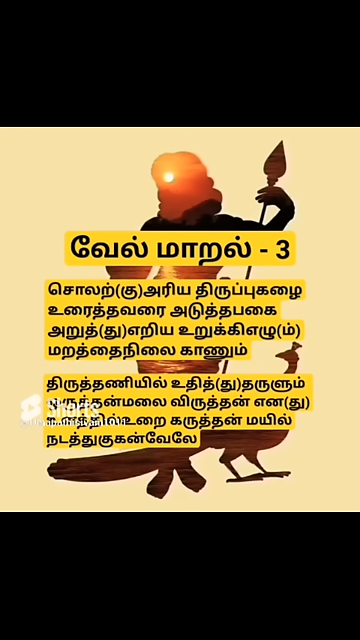 வேல் மாறல் - 3
சொலற்(கு)அரிய திருப்புகழை
உரைத்தவரை அடுத்தபகை
அறுத்(து)எறிய உறுக்கிஎழு(ம்)
மறத்தைநிலை காணும்
திருத்தணியில் உதித்(து)தருளும்
மலை விருத்தன் என(து)
கருத்தன் மயில்
நடத்துகுகன்வேலே
Shorts